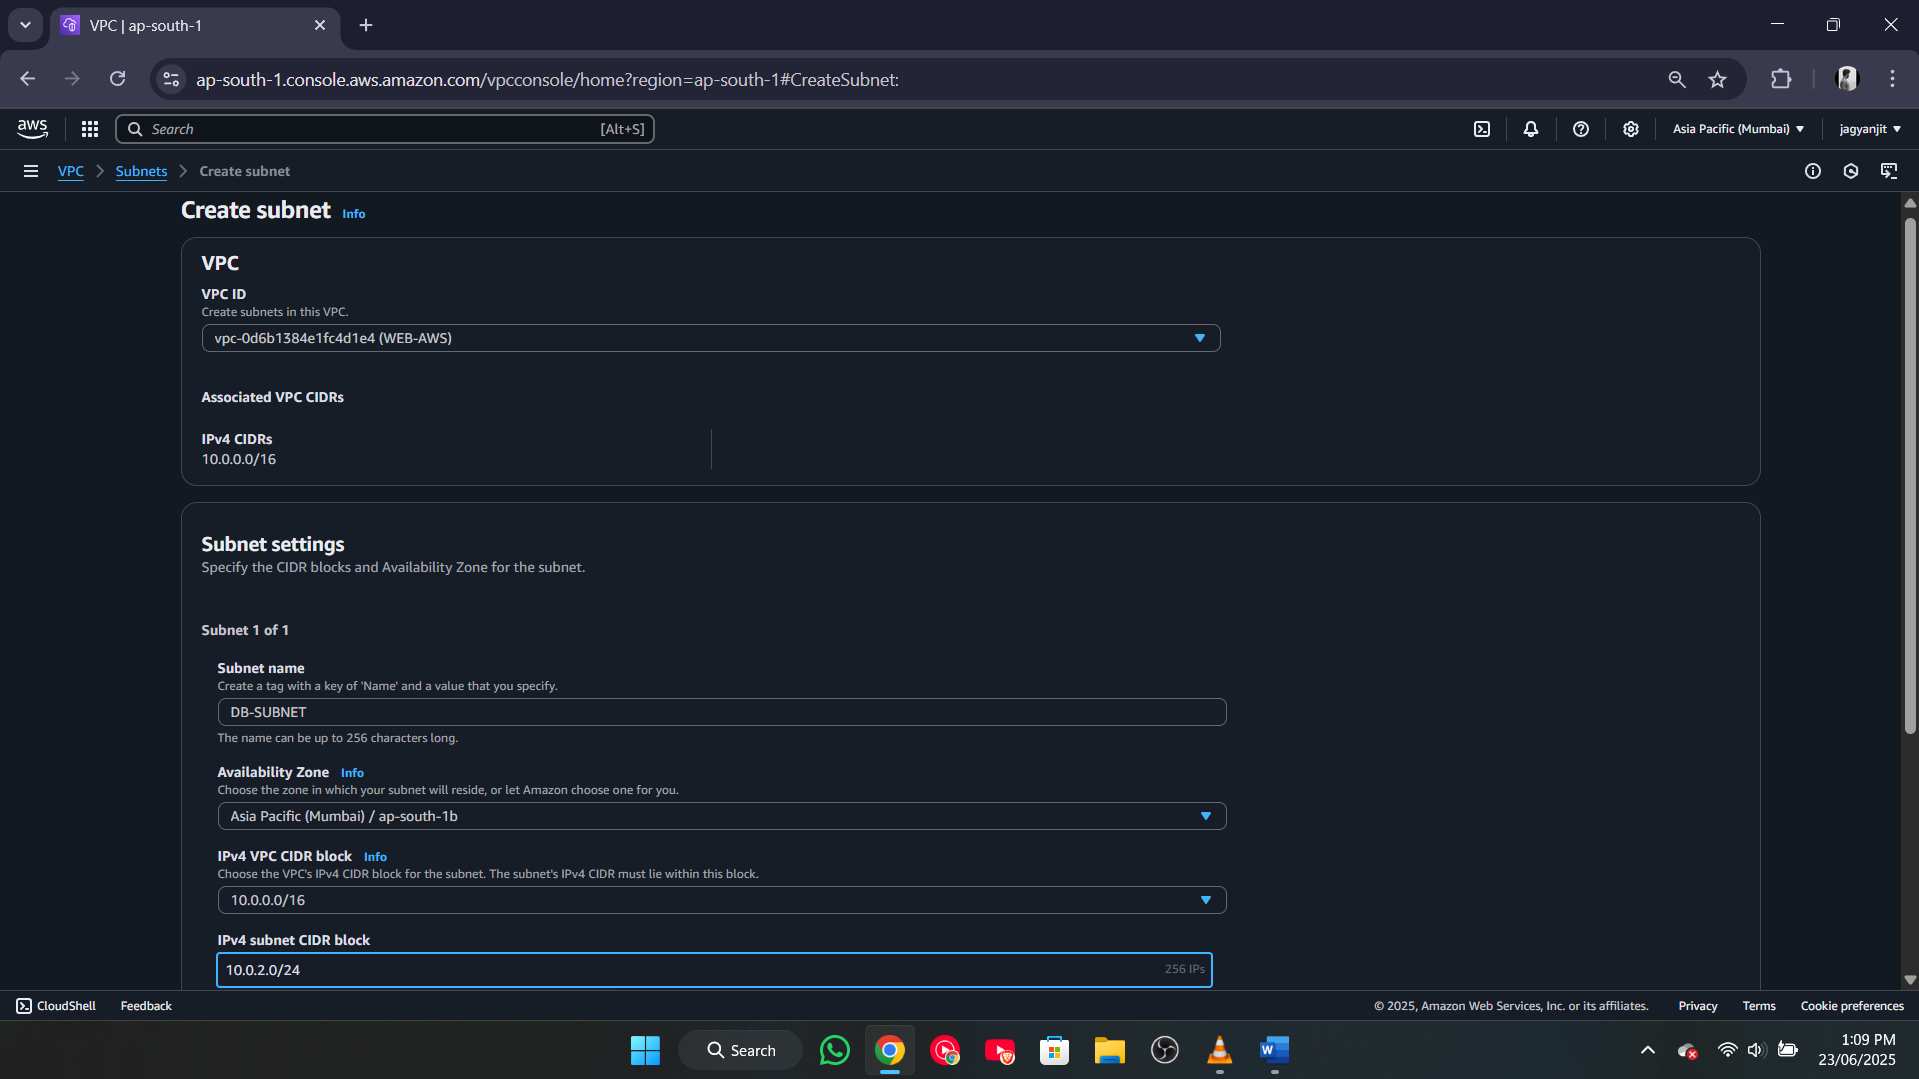 VPC | ap-south-1
ap-south-1.console.aws.amazon.com/vpcconsole/home?region=ap-south-1#CreateSubnet:
aws
Search
[Alt+S]
Asia Pacific (Mumbai)
jagyanjit
VPC
Subnets
Create subnet
Create subnet Info
VPC
VPC ID
Create subnets in this VPC.
vpc-0d6b1384e1fc4d1e4 (WEB-AWS)
Associated VPC CIDRs
IPv4 CIDRs
10.0.0.0/16
Subnet settings
Specify the CIDR blocks and Availability Zone for the subnet.
Subnet 1 of 1
Subnet name
Create a tag with a key of 'Name' and a value that you specify.
DB-SUBNET
The name can be up to 256 characters long.
Availability Zone Info
Choose the zone in which your subnet will reside, or let Amazon choose one for you.
Asia Pacific (Mumbai) / ap-south-1b
IPv4 VPC CIDR block Info
Choose the VPC's IPv4 CIDR block for the subnet. The subnet's IPv4 CIDR must lie within this block.
10.0.0.0/16
IPv4 subnet CIDR block
10.0.2.0/24
256 IPs
CloudShell
Feedback
© 2025, Amazon Web Services, Inc. or its affiliates.
Privacy
Terms
Cookie preferences
Search
W
1:09 PM
23/06/2025